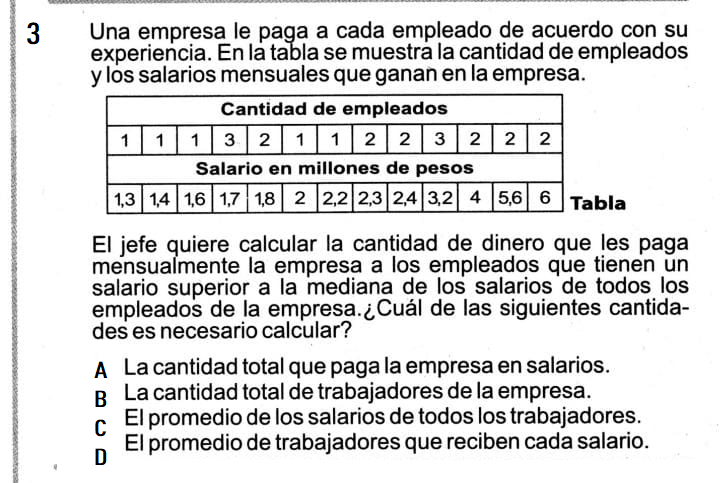 3 Una empresa le paga a cada empleado de acuerdo con su
experiencia. En la tabla se muestra la cantidad de empleados
y los salarios mensuales que ganan en la empresa.
Cantidad de empleados
1 1 1 3 2 1 1 2 2 3 2 2 2
Salario en millones de pesos
1,3 1,4 1,6 1,7 1,8 2 2,2 2,3 2,4 3,2 4 5,6 6 Tabla
El jefe quiere calcular la cantidad de dinero que les paga
mensualmente la empresa a los empleados que tienen un
salario superior a la mediana de los salarios de todos los
empleados de la empresa.¿Cuál de las siguientes cantida-
des es necesario calcular?
A La cantidad total que paga la empresa en salarios.
B La cantidad total de trabajadores de la empresa.
C El promedio de los salarios de todos los trabajadores.
D El promedio de trabajadores que reciben cada salario.